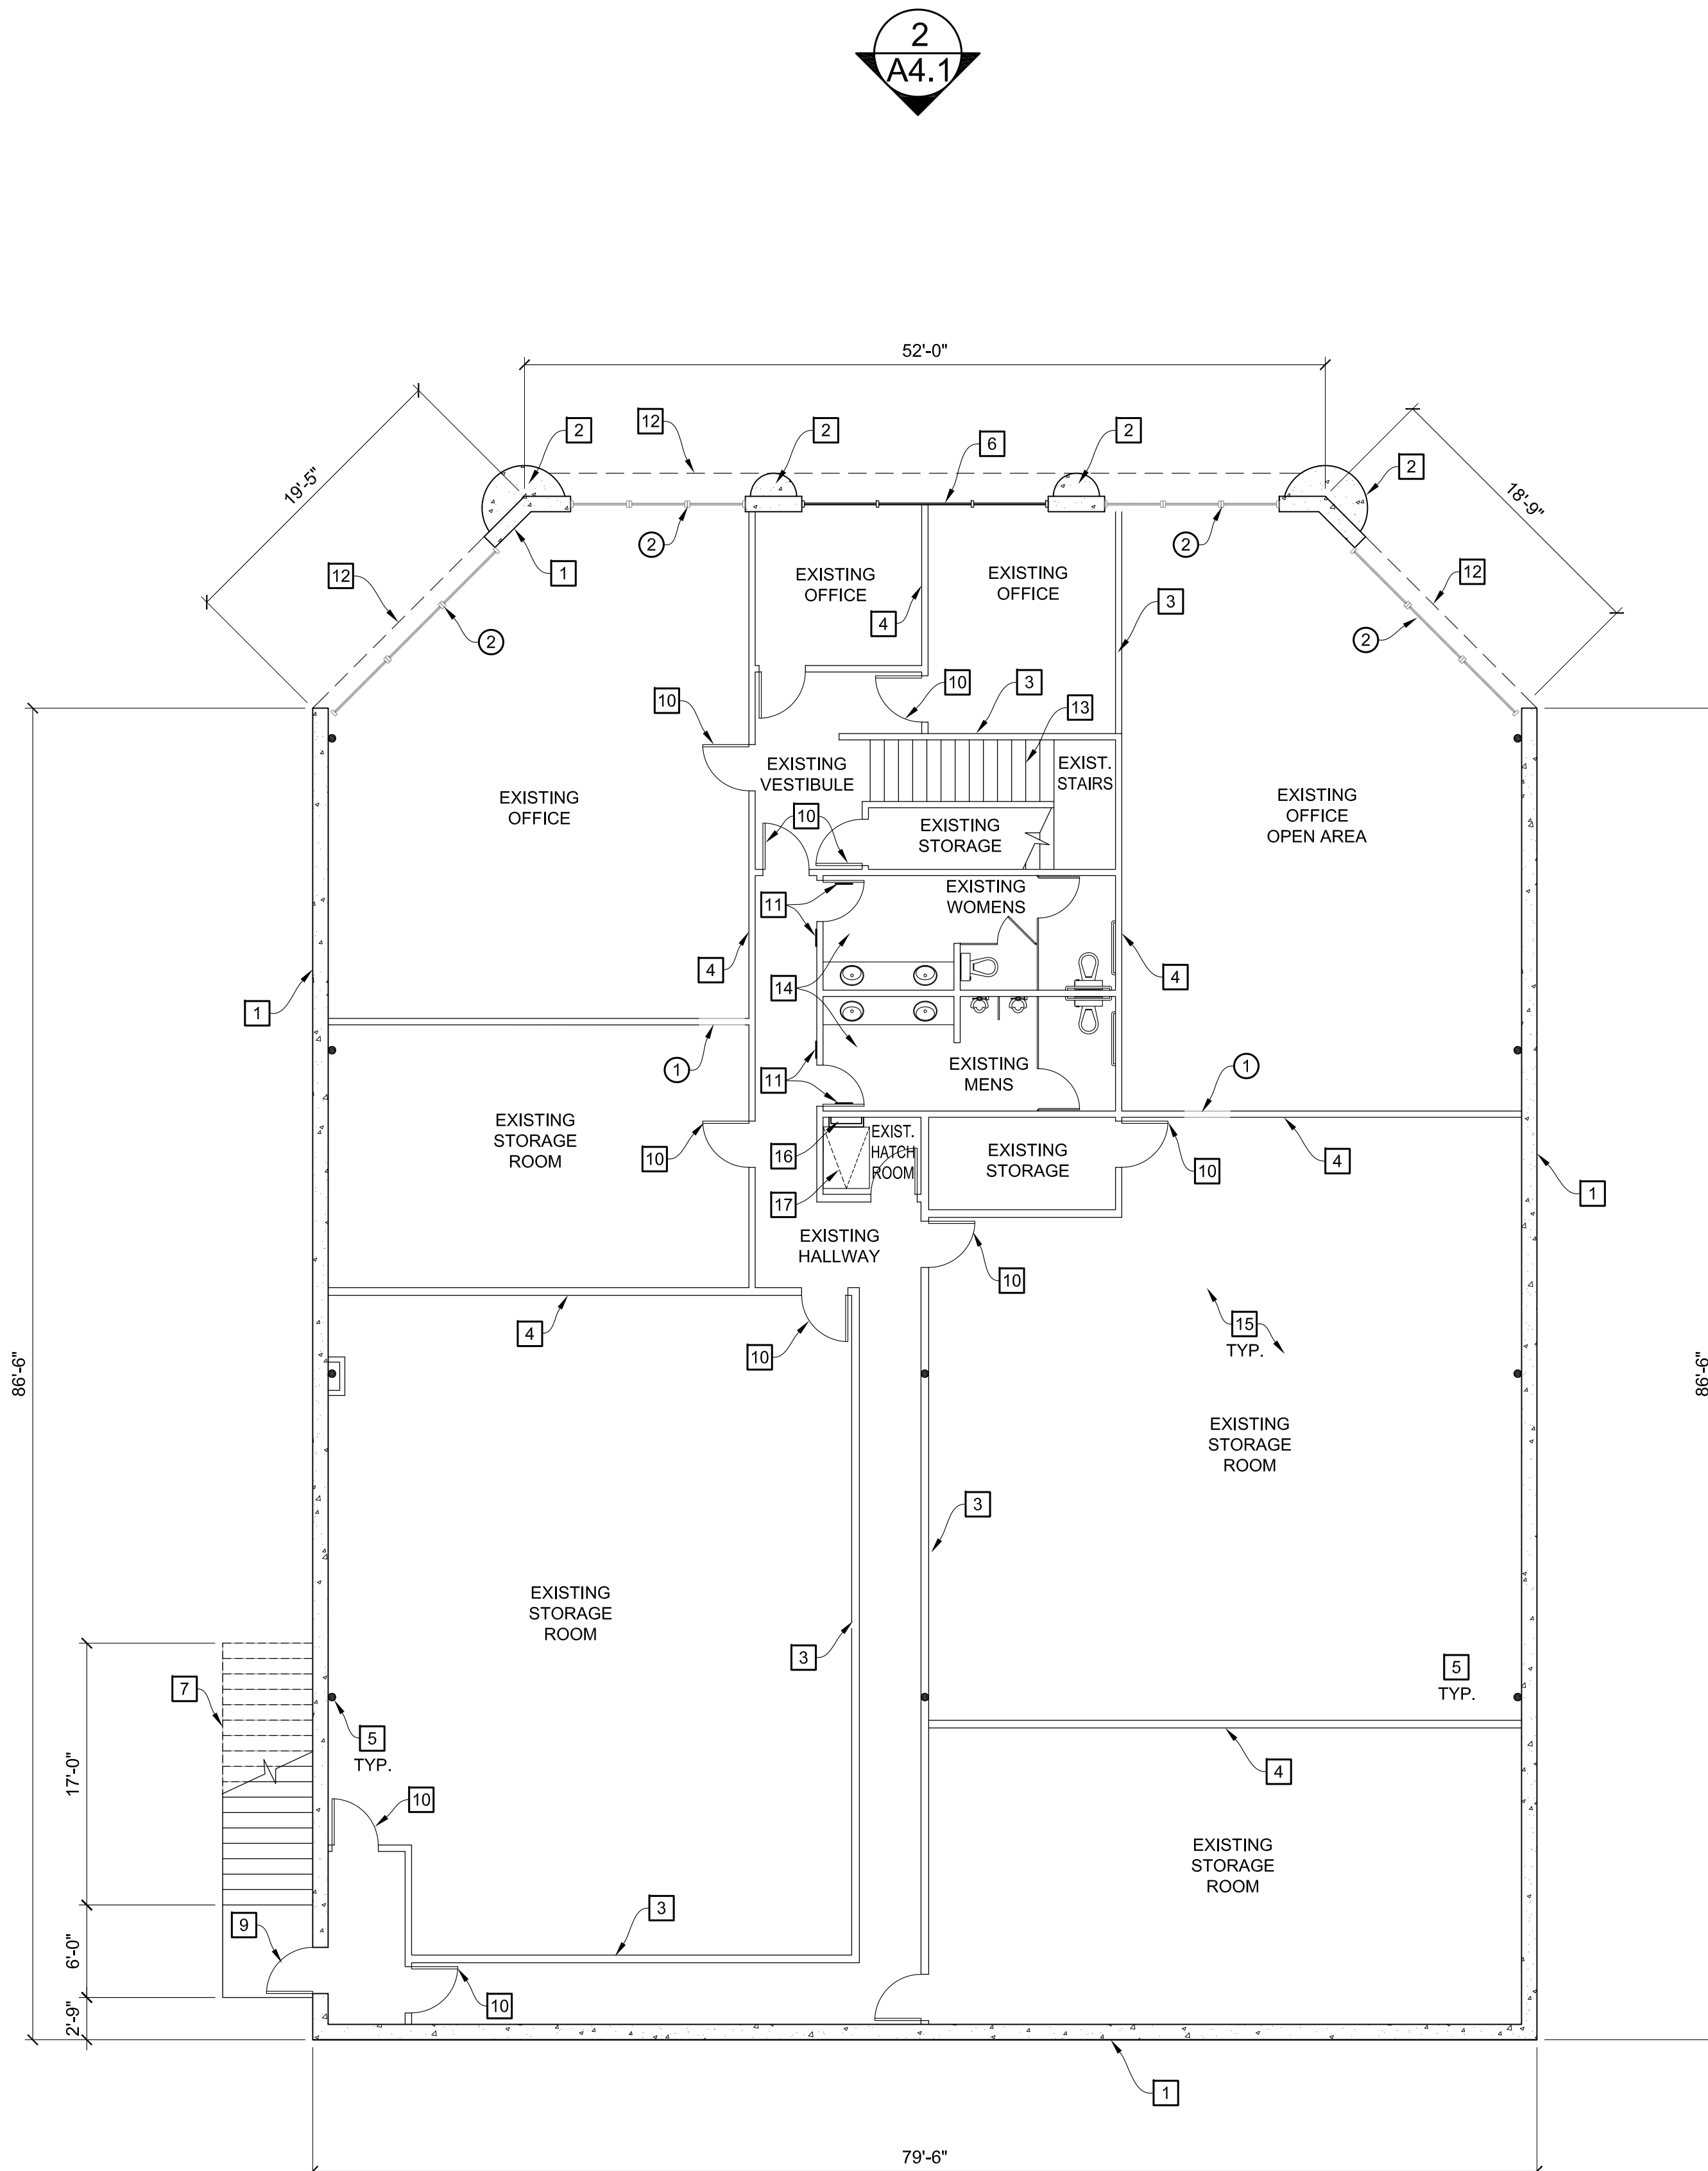 2
A4.1
52'-0"
19'-5"
18'-9"
2
12
2
6
2
2
2
2
12
1
EXISTING
OFFICE
EXISTING
OFFICE
4
3
12
2
2
10
10
3
13
EXISTING
VESTIBULE
EXIST.
STAIRS
EXISTING
OFFICE
10
EXISTING
STORAGE
EXISTING
OFFICE
OPEN AREA
11
EXISTING
WOMENS
4
14
4
1
1
11
EXISTING
MENS
1
EXISTING
STORAGE
ROOM
10
16
EXIST.
HATCH
ROOM
EXISTING
STORAGE
10
4
17
1
EXISTING
HALLWAY
10
4
10
15
TYP.
86'-6"
86'-6"
EXISTING
STORAGE
ROOM
3
EXISTING
STORAGE
ROOM
3
7
5
TYP.
5
TYP.
17'-0"
10
4
EXISTING
STORAGE
ROOM
3
9
6'-0"
10
2'-9"
1
79'-6"